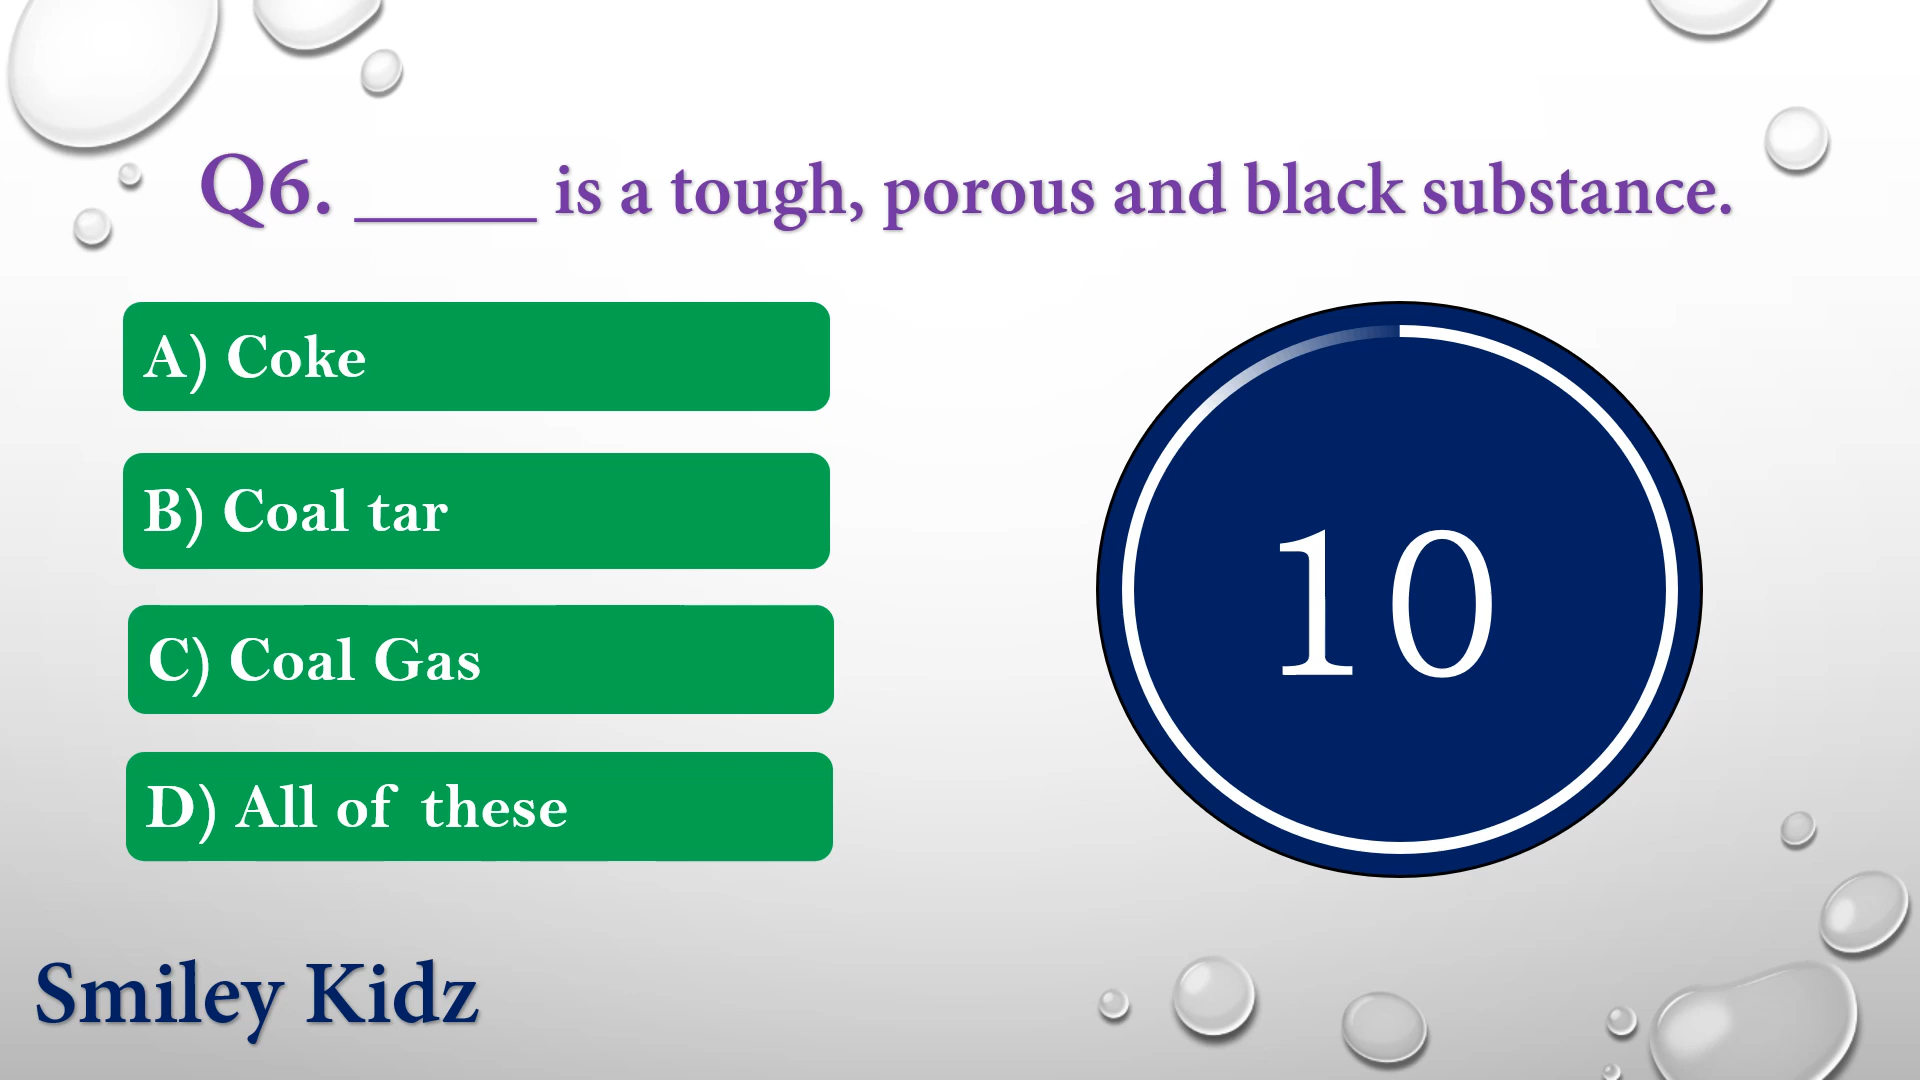 Q6. _____ is a tough, porous and black substance.
A) Coke
B) Coal tar
C) Coal Gas
D) All of these
10
Smiley Kidz